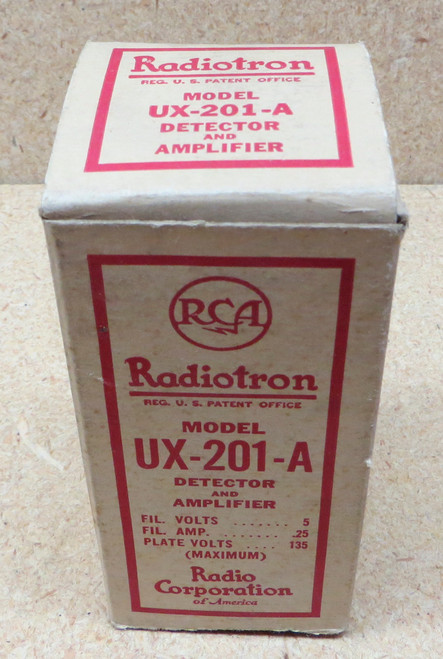 Radiotron
REG. U. S. PATENT OFFICE
MODEL
UX-201-A
DETECTOR
AND
AMPLIFIER
RCA
Radiotron
REG. U. S. PATENT OFFICE
MODEL
UX-201-A
DETECTOR
AND
AMPLIFIER
FIL. VOLTS ....... 5
FIL. AMP. ....... .25
PLATE VOLTS .... 135
(MAXIMUM)
Radio
Corporation
of America